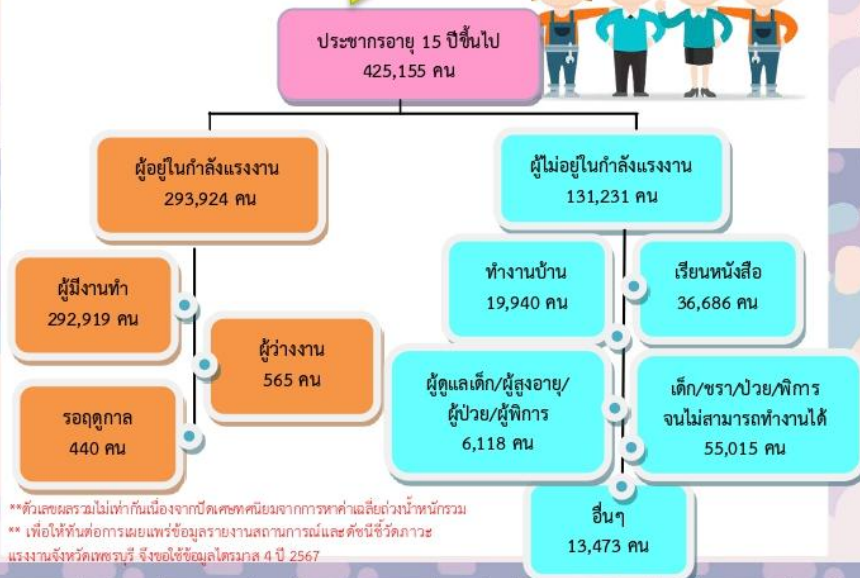 ประชากรอายุ 15 ปีขึ้นไป
425,155 คน
ผู้อยู่ในกำลังแรงงาน
293,924 คน
ผู้ไม่อยู่ในกำลังแรงงาน
131,231 คน
ผู้มีงานทำ
292,919 คน
ผู้ว่างงาน
565 คน
รอฤดูกาล
440 คน
ทำงานบ้าน
19,940 คน
เรียนหนังสือ
36,686 คน
ผู้ดูแลเด็ก/ผู้สูงอายุ/
ผู้ป่วย/ผู้พิการ
6,118 คน
เด็ก/ชรา/ป่วย/พิการ
จนไม่สามารถทำงานได้
55,015 คน
อื่นๆ
13,473 คน
**ตัวเลขผลรวมไม่เท่ากันเนื่องจากปัดเศษทศนิยมจากการหาค่าเฉลี่ยถ่วงน้ำหนักรวม
** เพื่อให้ทันต่อการเผยแพร่ข้อมูลรายงานสถานการณ์และดัชนีชี้วัดภาวะ
แรงงานจังหวัดเพชรบุรี จึงขอใช้ข้อมูลไตรมาส 4 ปี 2567